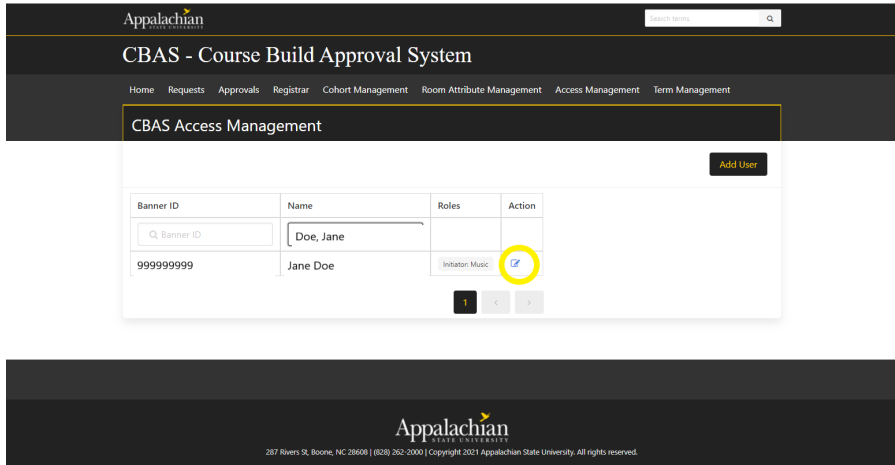 Appalachian
STATE UNIVERSITY
Search terms
CBAS - Course Build Approval System
Home Requests Approvals Registrar Cohort Management Room Attribute Management Access Management Term Management
CBAS Access Management
Add User
Banner ID Name Roles Action
Banner ID Doe, Jane
999999999 Jane Doe Initiator: Music
1 < >
Appalachian
STATE UNIVERSITY
287 Rivers St, Boone, NC 28608 | (828) 262-2000 | Copyright 2021 Appalachian State University. All rights reserved.